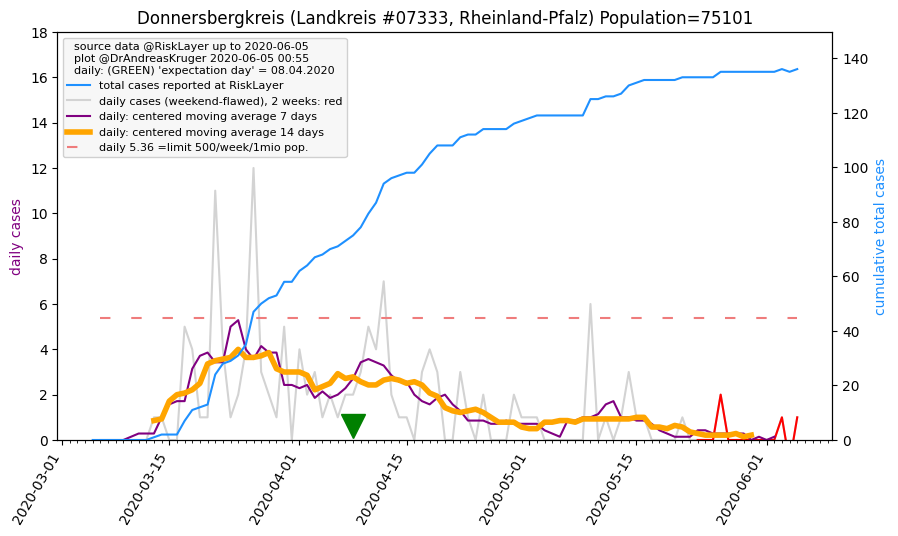 Donnersbergkreis (Landkreis #07333, Rheinland-Pfalz) Population=75101
source data @RiskLayer up to 2020-06-05
plot @DrAndreasKruger 2020-06-05 00:55
daily: (GREEN) 'expectation day' = 08.04.2020
total cases reported at RiskLayer
daily cases (weekend-flawed), 2 weeks: red
daily: centered moving average 7 days
daily: centered moving average 14 days
daily 5.36 =limit 500/week/1mio pop.
daily cases
18
16
14
12
10
8
6
4
2
0
cumulative total cases
140
120
100
80
60
40
20
0
2020-03-01
2020-03-15
2020-04-01
2020-04-15
2020-05-01
2020-05-15
2020-06-01